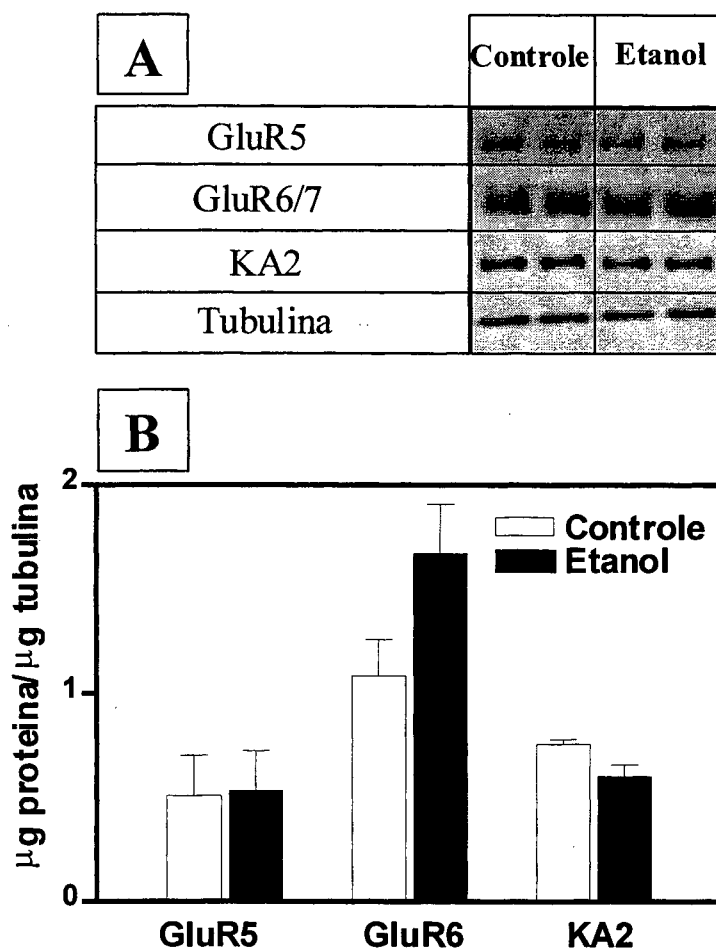 A
Controle Etanol
GluR5
GluR6/7
KA2
Tubulina
B
µg proteina/µg tubulina
2
1
0
Controle
Etanol
GluR5 GluR6 KA2